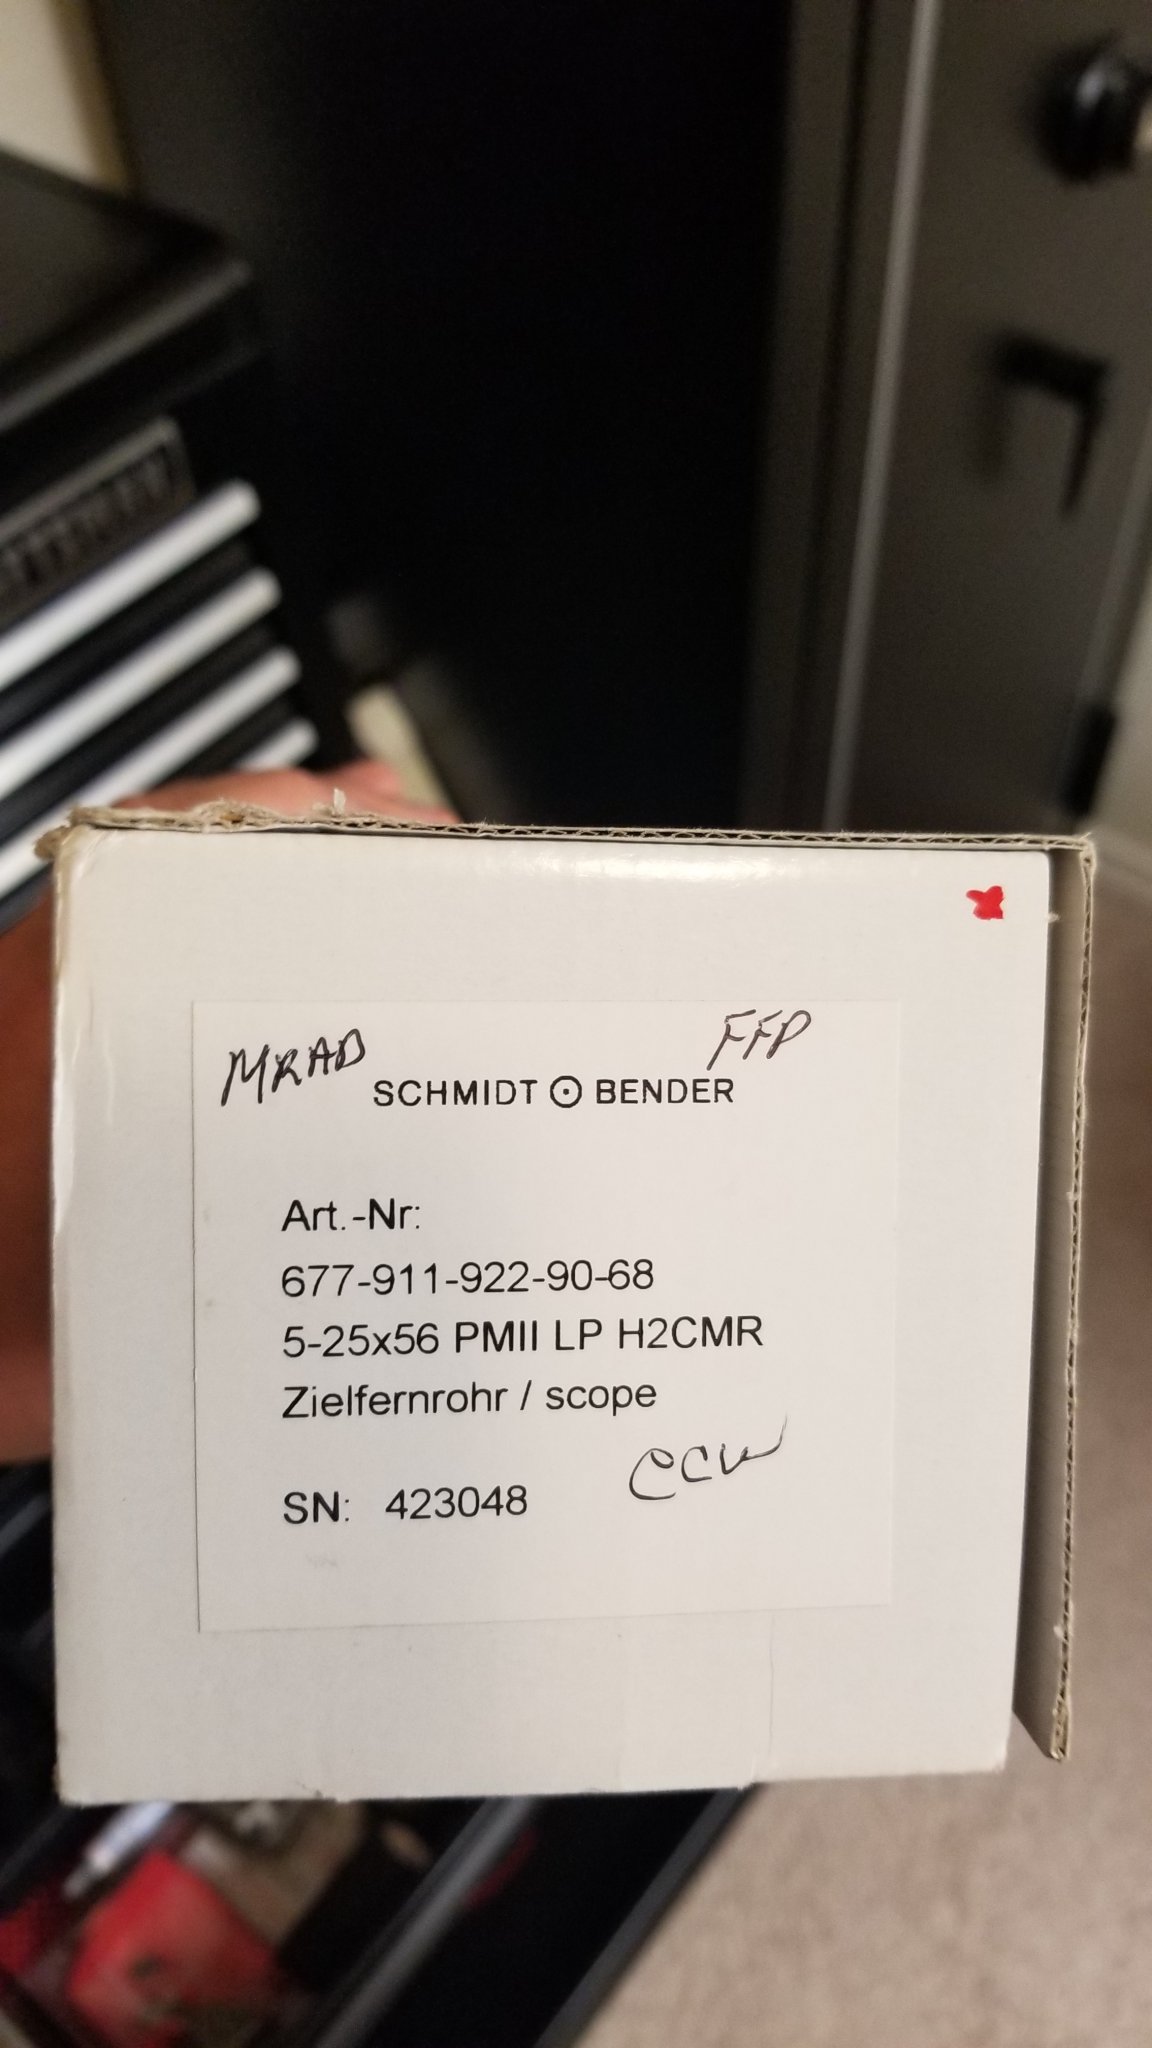 MRAD
FFP
SCHMIDT BENDER
Art.-Nr:
677-911-922-90-68
5-25x56 PMII LP H2CMR
Zielfernrohr / scope
CCW
SN: 423048